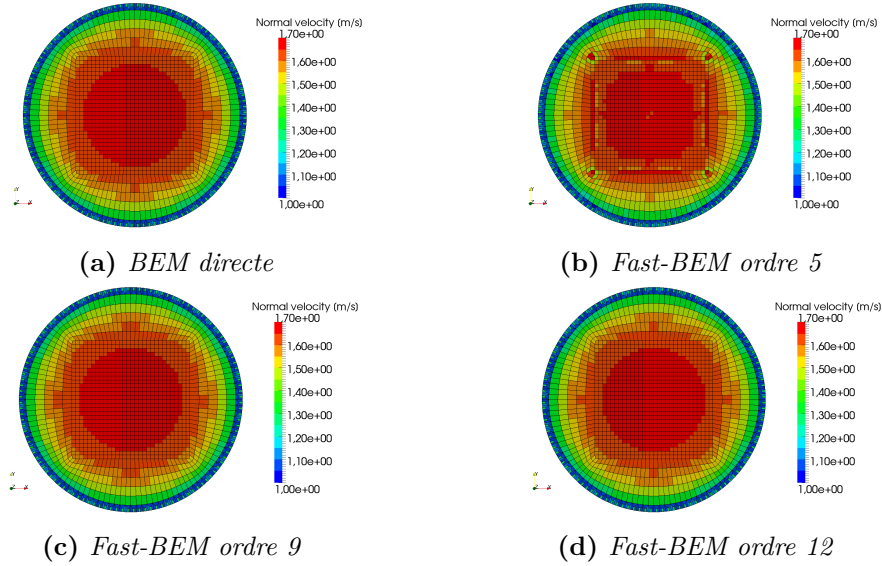 Normal velocity (m/s)
1,70e+00
1,60e+00
1,50e+00
1,40e+00
1,30e+00
1,20e+00
1,10e+00
1,00e+00
(a) BEM directe
Normal velocity (m/s)
1,70e+00
1,60e+00
1,50e+00
1,40e+00
1,30e+00
1,20e+00
1,10e+00
1,00e+00
(b) Fast-BEM ordre 5
Normal velocity (m/s)
1,70e+00
1,60e+00
1,50e+00
1,40e+00
1,30e+00
1,20e+00
1,10e+00
1,00e+00
(c) Fast-BEM ordre 9
Normal velocity (m/s)
1,70e+00
1,60e+00
1,50e+00
1,40e+00
1,30e+00
1,20e+00
1,10e+00
1,00e+00
(d) Fast-BEM ordre 12